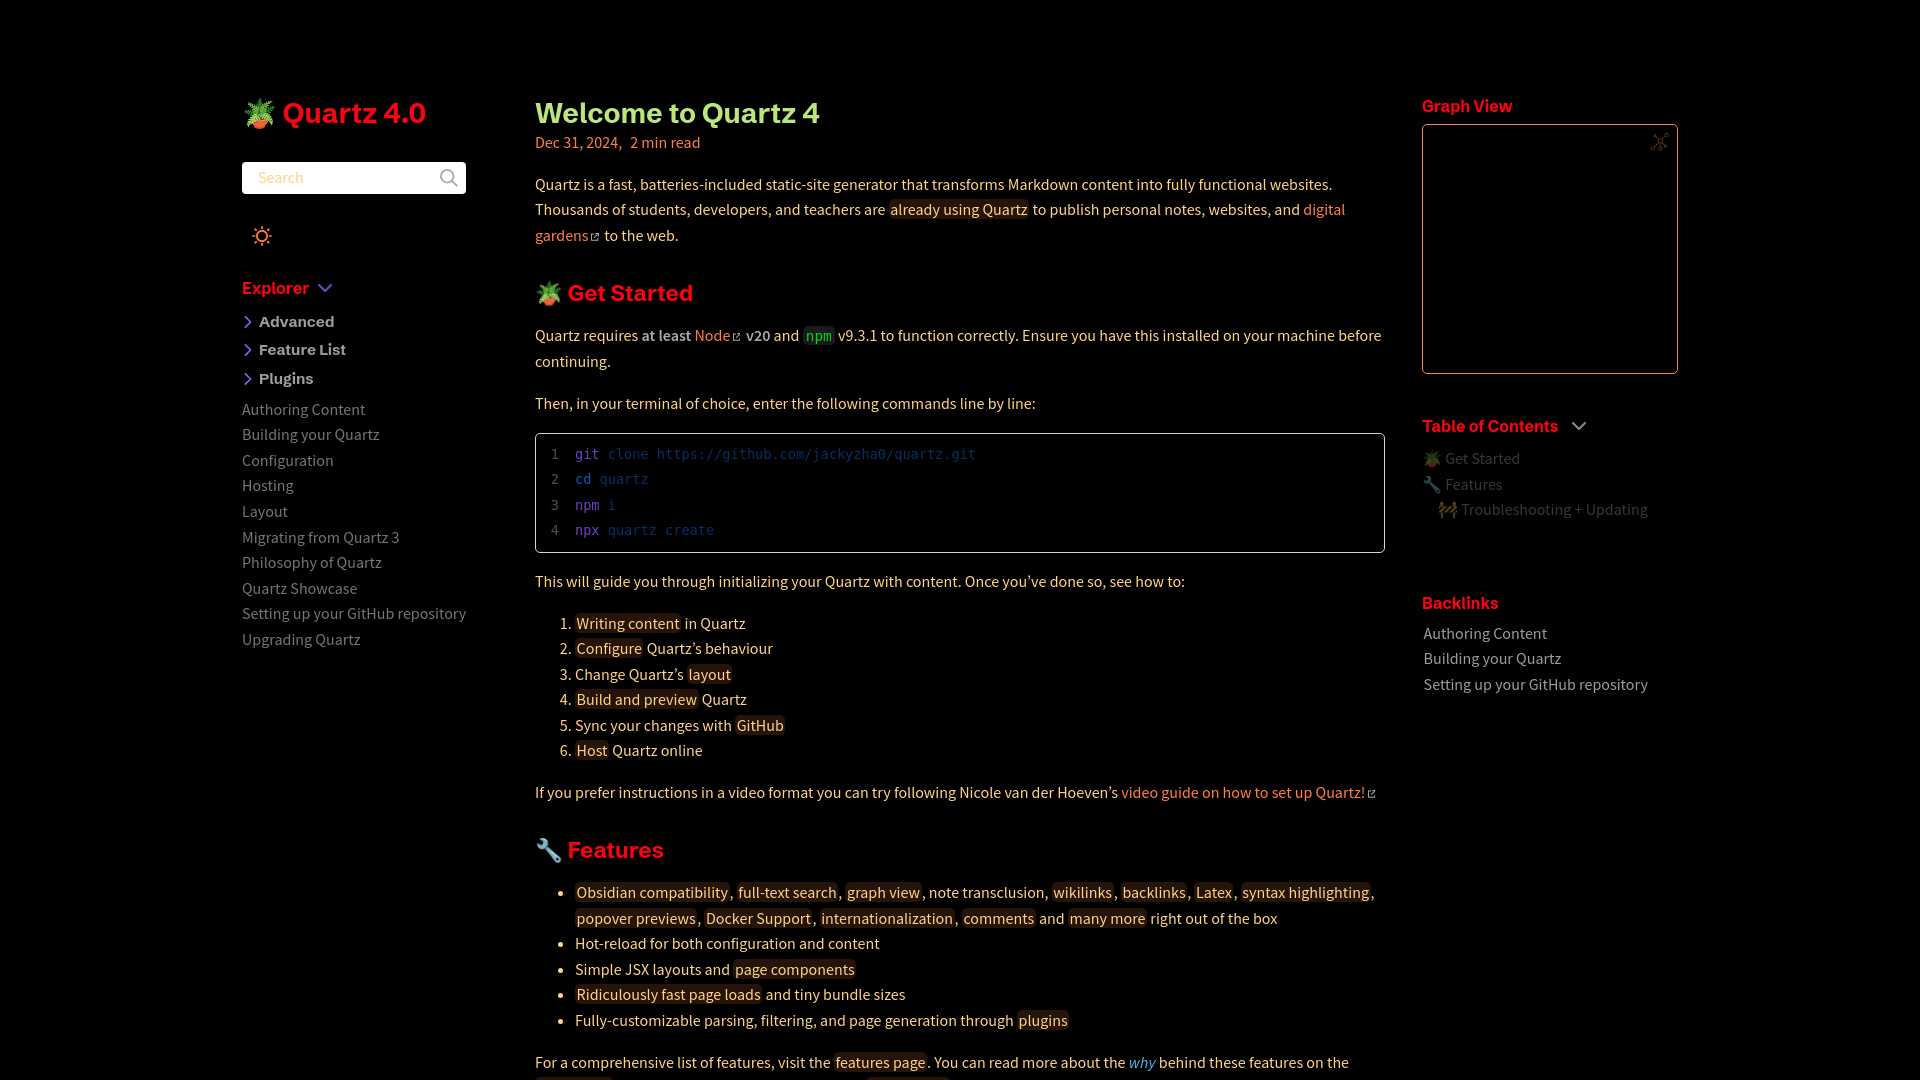 🪴 Quartz 4.0
Search
Explorer
Advanced
Feature List
Plugins
Authoring Content
Building your Quartz
Configuration
Hosting
Layout
Migrating from Quartz 3
Philosophy of Quartz
Quartz Showcase
Setting up your GitHub repository
Upgrading Quartz
Welcome to Quartz 4
Dec 31, 2024, 2 min read
Quartz is a fast, batteries-included static-site generator that transforms Markdown content into fully functional websites.
Thousands of students, developers, and teachers are already using Quartz to publish personal notes, websites, and digital
gardens to the web.
🪴 Get Started
Quartz requires at least Node v20 and npm v9.3.1 to function correctly. Ensure you have this installed on your machine before
continuing.
Then, in your terminal of choice, enter the following commands line by line:
1 git clone https://github.com/jackyzha0/quartz.git
2 cd quartz
3 npm i
4 npx quartz create
This will guide you through initializing your Quartz with content. Once you’ve done so, see how to:
1. Writing content in Quartz
2. Configure Quartz’s behaviour
3. Change Quartz’s layout
4. Build and preview Quartz
5. Sync your changes with GitHub
6. Host Quartz online
If you prefer instructions in a video format you can try following Nicole van der Hoeven’s video guide on how to set up Quartz!
🔧 Features
• Obsidian compatibility, full-text search, graph view, note transclusion, wikilinks, backlinks, Latex, syntax highlighting,
popover previews, Docker Support, internationalization, comments and many more right out of the box
• Hot-reload for both configuration and content
• Simple JSX layouts and page components
• Ridiculously fast page loads and tiny bundle sizes
• Fully-customizable parsing, filtering, and page generation through plugins
For a comprehensive list of features, visit the features page. You can read more about the why behind these features on the
Graph View
Table of Contents
🪴 Get Started
🔧 Features
🚧 Troubleshooting + Updating
Backlinks
Authoring Content
Building your Quartz
Setting up your GitHub repository